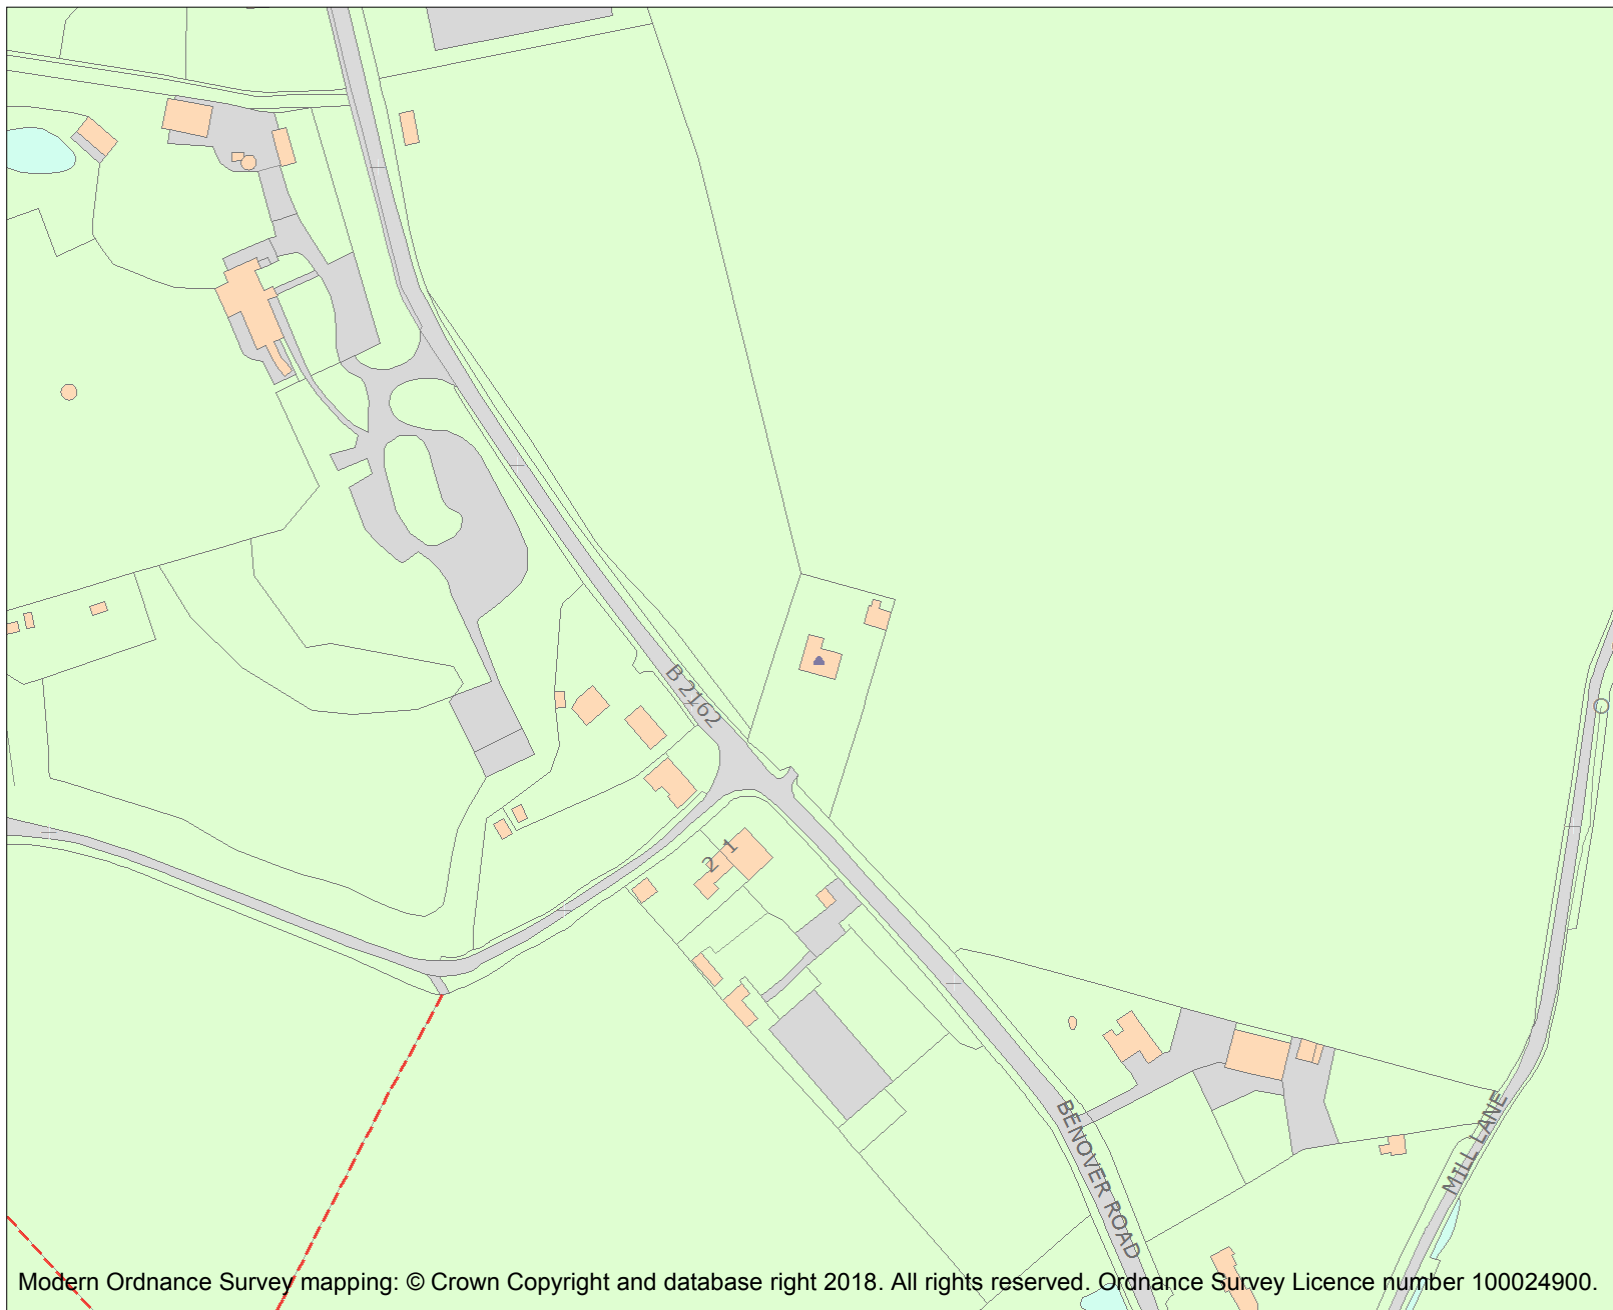 B 2162
1
2
BENOVER ROAD
MILL LANE
Modern Ordnance Survey mapping: © Crown Copyright and database right 2018. All rights reserved. Ordnance Survey Licence number 100024900.